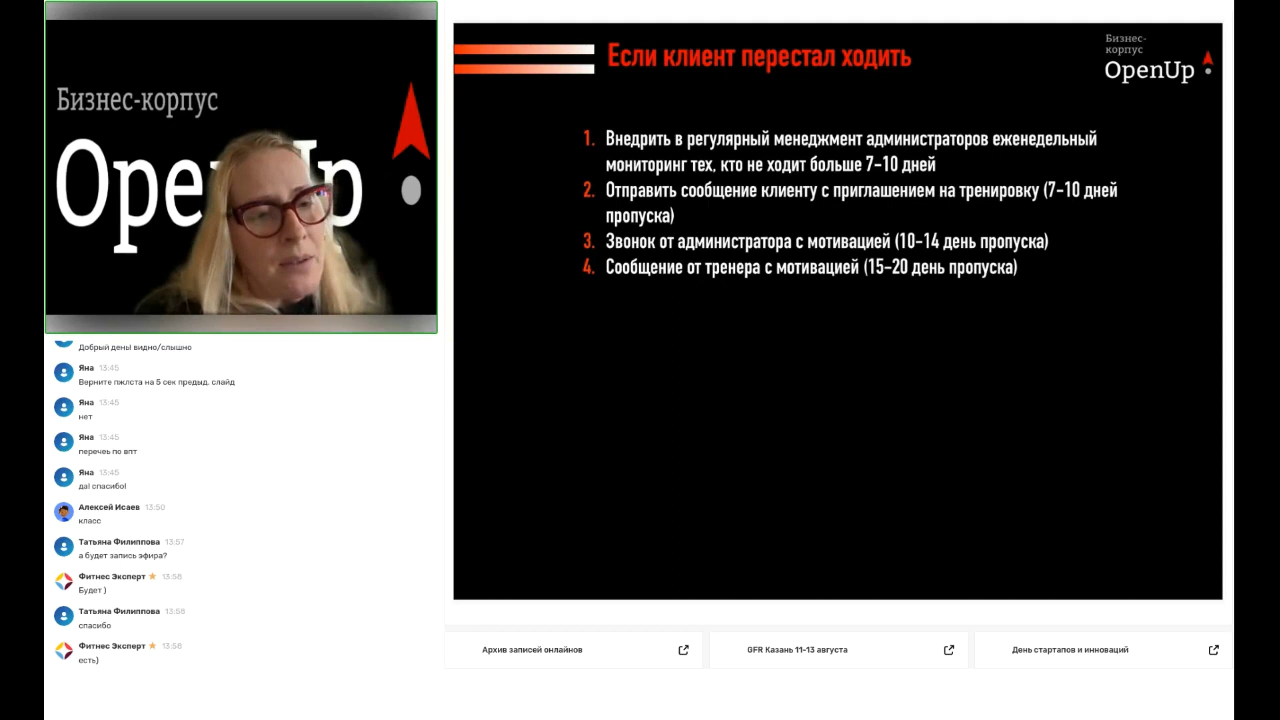 Бизнес-корпус
OpenUp
Добрый день! видно/слышно
Яна 13:45
Верните пжлста на 5 сек предыд. слайд
Яна 13:45
нет
Яна 13:45
перечеь по впт
Яна 13:45
да! спасибо!
Алексей Исаев 13:50
класс
Татьяна Филиппова 13:57
а будет запись эфира?
Фитнес Эксперт 13:58
Будет )
Татьяна Филиппова 13:58
спасибо
Фитнес Эксперт 13:58
есть)
Если клиент перестал ходить
Бизнес-
корпус
OpenUp
1. Внедрить в регулярный менеджмент администраторов еженедельный
мониторинг тех, кто не ходит больше 7-10 дней
2. Отправить сообщение клиенту с приглашением на тренировку (7-10 дней
пропуска)
3. Звонок от администратора с мотивацией (10-14 день пропуска)
4. Сообщение от тренера с мотивацией (15-20 день пропуска)
Архив записей онлайнов
GFR Казань 11-13 августа
День стартапов и инноваций